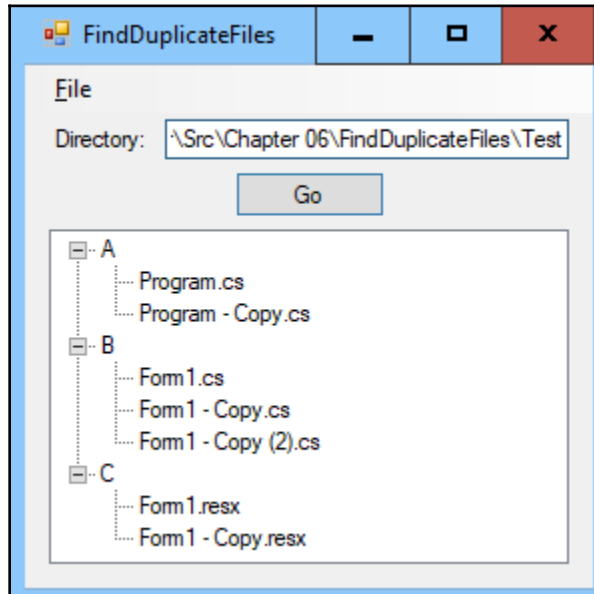 FindDuplicateFiles
File
Directory: \Src\Chapter 06\FindDuplicateFiles\Test
Go
A
Program.cs
Program - Copy.cs
B
Form1.cs
Form1 - Copy.cs
Form1 - Copy (2).cs
C
Form1.resx
Form1 - Copy.resx